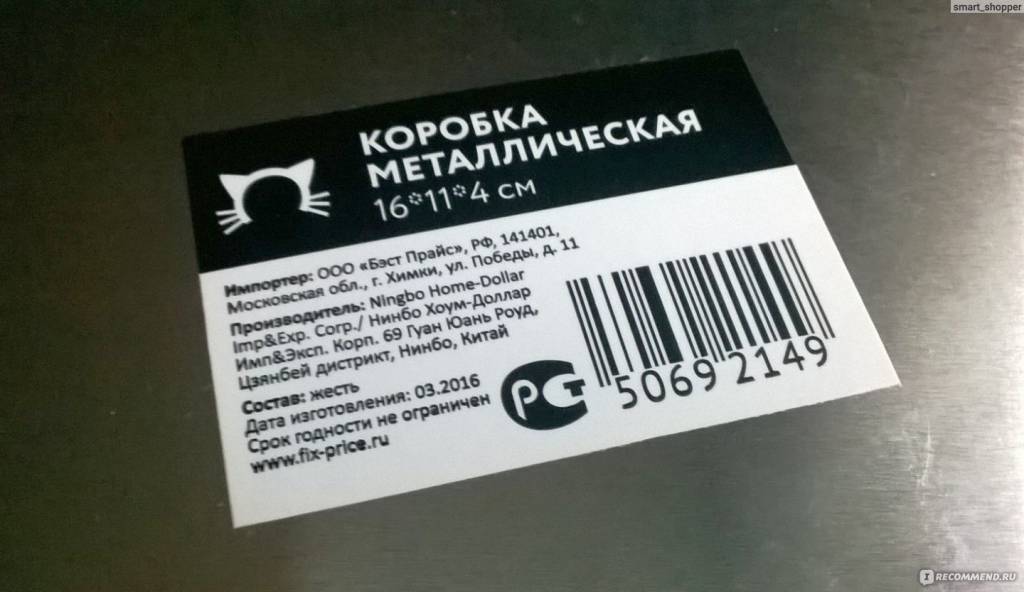 smart_shopper
КОРОБКА
МЕТАЛЛИЧЕСКАЯ
16*11*4 см
Импортер: ООО «Бэст Прайс», РФ, 141401,
Московская обл., г. Химки, ул. Победы, д. 11
Производитель: Ningbo Home-Dollar
Imp&Exp. Corp./ Нинбо Хоум-Доллар
Имп&Эксп. Корп. 69 Гуан Юань Роуд,
Цзянбей дистрикт, Нинбо, Китай
Состав: жесть
Дата изготовления: 03.2016
Срок годности не ограничен
www.fix-price.ru
РСТ
5069 2149
IRECOMMEND.RU